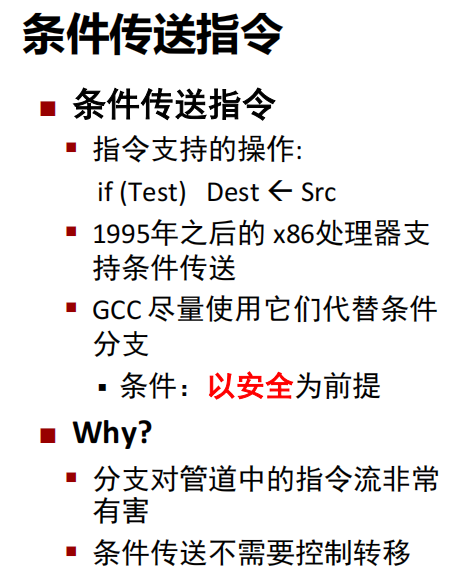 条件传送指令
条件传送指令
指令支持的操作:
if (Test) Dest ← Src
1995年之后的 x86处理器支
持条件传送
GCC 尽量使用它们代替条件
分支
条件：以安全为前提
Why?
分支对管道中的指令流非常
有害
条件传送不需要控制转移